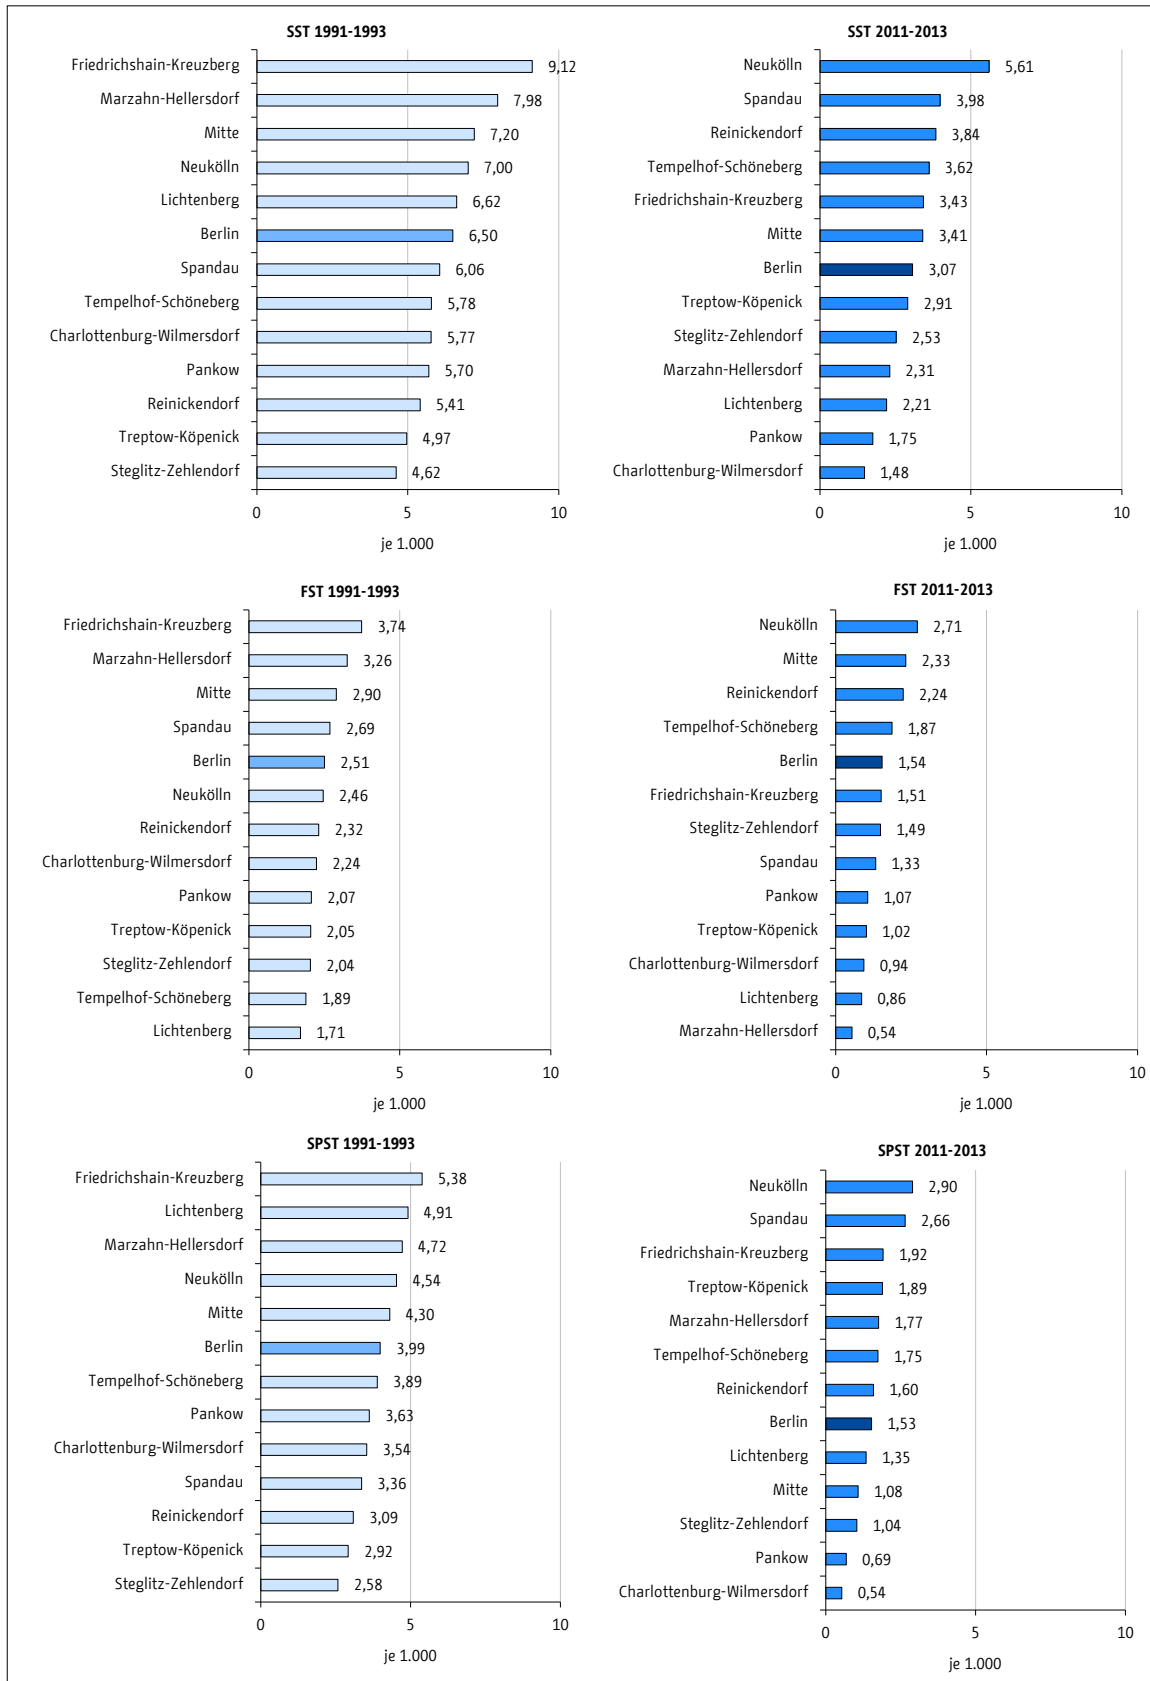 SST 1991-1993
Friedrichshain-Kreuzberg 9,12
Marzahn-Hellersdorf 7,98
Mitte 7,20
Neukölln 7,00
Lichtenberg 6,62
Berlin 6,50
Spandau 6,06
Tempelhof-Schöneberg 5,78
Charlottenburg-Wilmersdorf 5,77
Pankow 5,70
Reinickendorf 5,41
Treptow-Köpenick 4,97
Steglitz-Zehlendorf 4,62
0 5 10
je 1.000
SST 2011-2013
Neukölln 5,61
Spandau 3,98
Reinickendorf 3,84
Tempelhof-Schöneberg 3,62
Friedrichshain-Kreuzberg 3,43
Mitte 3,41
Berlin 3,07
Treptow-Köpenick 2,91
Steglitz-Zehlendorf 2,53
Marzahn-Hellersdorf 2,31
Lichtenberg 2,21
Pankow 1,75
Charlottenburg-Wilmersdorf 1,48
0 5 10
je 1.000
FST 1991-1993
Friedrichshain-Kreuzberg 3,74
Marzahn-Hellersdorf 3,26
Mitte 2,90
Spandau 2,69
Berlin 2,51
Neukölln 2,46
Reinickendorf 2,32
Charlottenburg-Wilmersdorf 2,24
Pankow 2,07
Treptow-Köpenick 2,05
Steglitz-Zehlendorf 2,04
Tempelhof-Schöneberg 1,89
Lichtenberg 1,71
0 5 10
je 1.000
FST 2011-2013
Neukölln 2,71
Mitte 2,33
Reinickendorf 2,24
Tempelhof-Schöneberg 1,87
Berlin 1,54
Friedrichshain-Kreuzberg 1,51
Steglitz-Zehlendorf 1,49
Spandau 1,33
Pankow 1,07
Treptow-Köpenick 1,02
Charlottenburg-Wilmersdorf 0,94
Lichtenberg 0,86
Marzahn-Hellersdorf 0,54
0 5 10
je 1.000
SPST 1991-1993
Friedrichshain-Kreuzberg 5,38
Lichtenberg 4,91
Marzahn-Hellersdorf 4,72
Neukölln 4,54
Mitte 4,30
Berlin 3,99
Tempelhof-Schöneberg 3,89
Pankow 3,63
Charlottenburg-Wilmersdorf 3,54
Spandau 3,36
Reinickendorf 3,09
Treptow-Köpenick 2,92
Steglitz-Zehlendorf 2,58
0 5 10
je 1.000
SPST 2011-2013
Neukölln 2,90
Spandau 2,66
Friedrichshain-Kreuzberg 1,92
Treptow-Köpenick 1,89
Marzahn-Hellersdorf 1,77
Tempelhof-Schöneberg 1,75
Reinickendorf 1,60
Berlin 1,53
Lichtenberg 1,35
Mitte 1,08
Steglitz-Zehlendorf 1,04
Pankow 0,69
Charlottenburg-Wilmersdorf 0,54
0 5 10
je 1.000